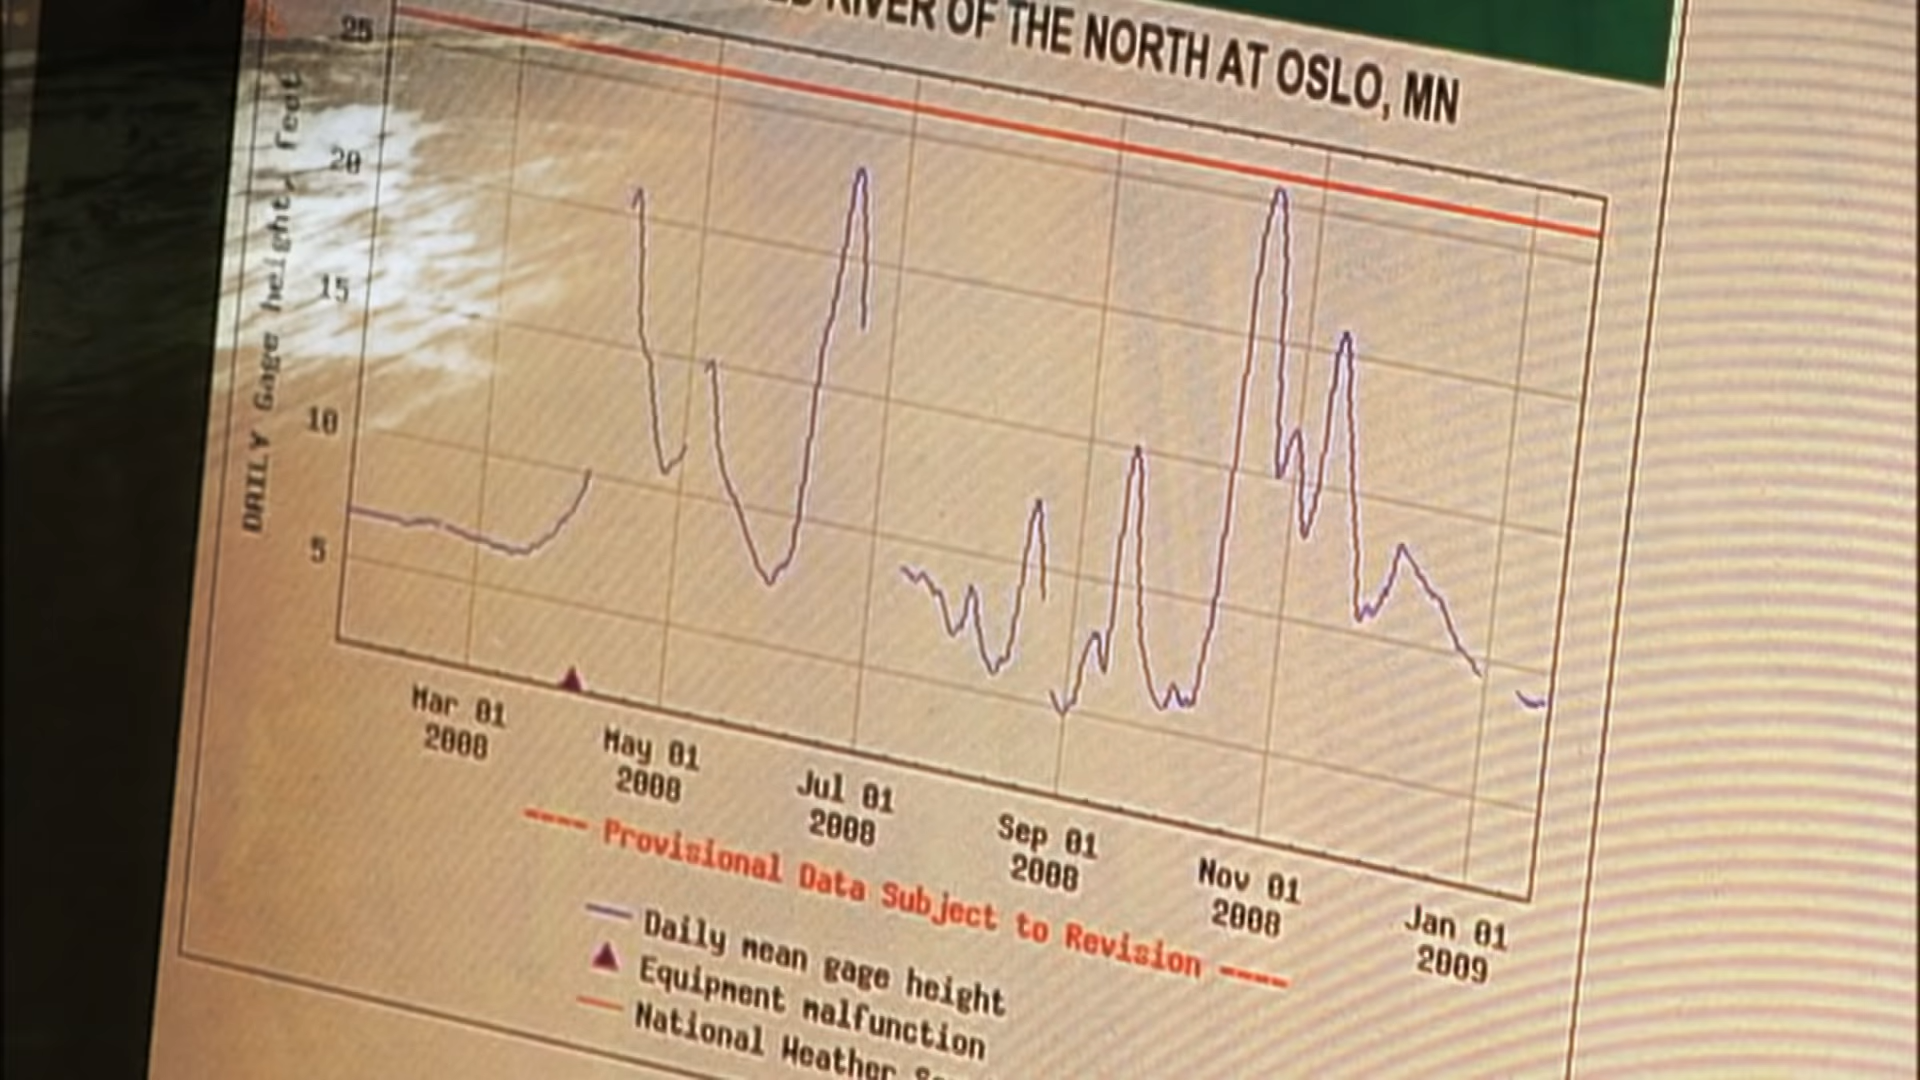 RIVER OF THE NORTH AT OSLO, MN
DAILY Gage height, feet
25
20
15
10
5
Mar 01
2008
May 01
2008
Jul 01
2008
Sep 01
2008
Nov 01
2008
Jan 01
2009
---- Provisional Data Subject to Revision ----
Daily mean gage height
Equipment malfunction
National Weather